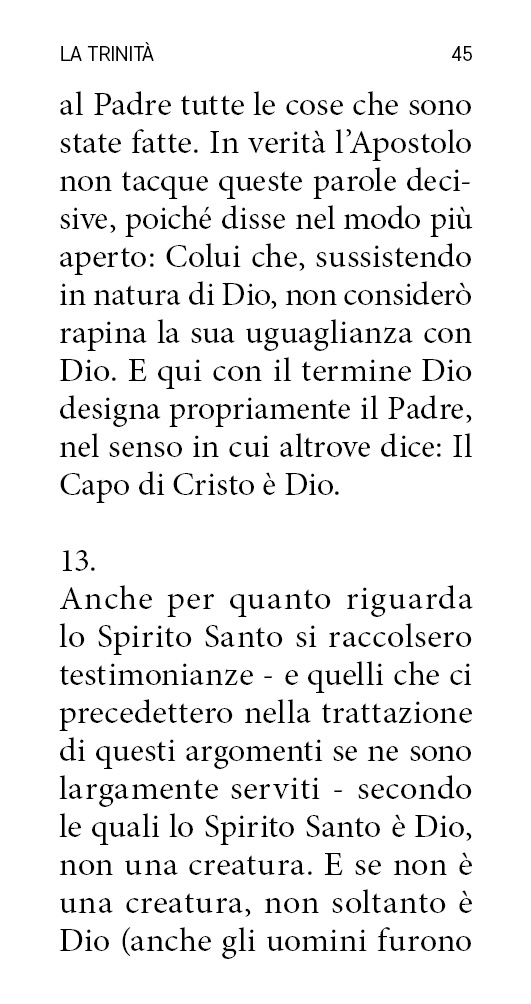 LA TRINITÀ 45
al Padre tutte le cose che sono
state fatte. In verità l’Apostolo
non tacque queste parole deci-
sive, poiché disse nel modo più
aperto: Colui che, sussistendo
in natura di Dio, non considerò
rapina la sua uguaglianza con
Dio. E qui con il termine Dio
designa propriamente il Padre,
nel senso in cui altrove dice: Il
Capo di Cristo è Dio.
13.
Anche per quanto riguarda
lo Spirito Santo si raccolsero
testimonianze - e quelli che ci
precedettero nella trattazione
di questi argomenti se ne sono
largamente serviti - secondo
le quali lo Spirito Santo è Dio,
non una creatura. E se non è
una creatura, non soltanto è
Dio (anche gli uomini furono